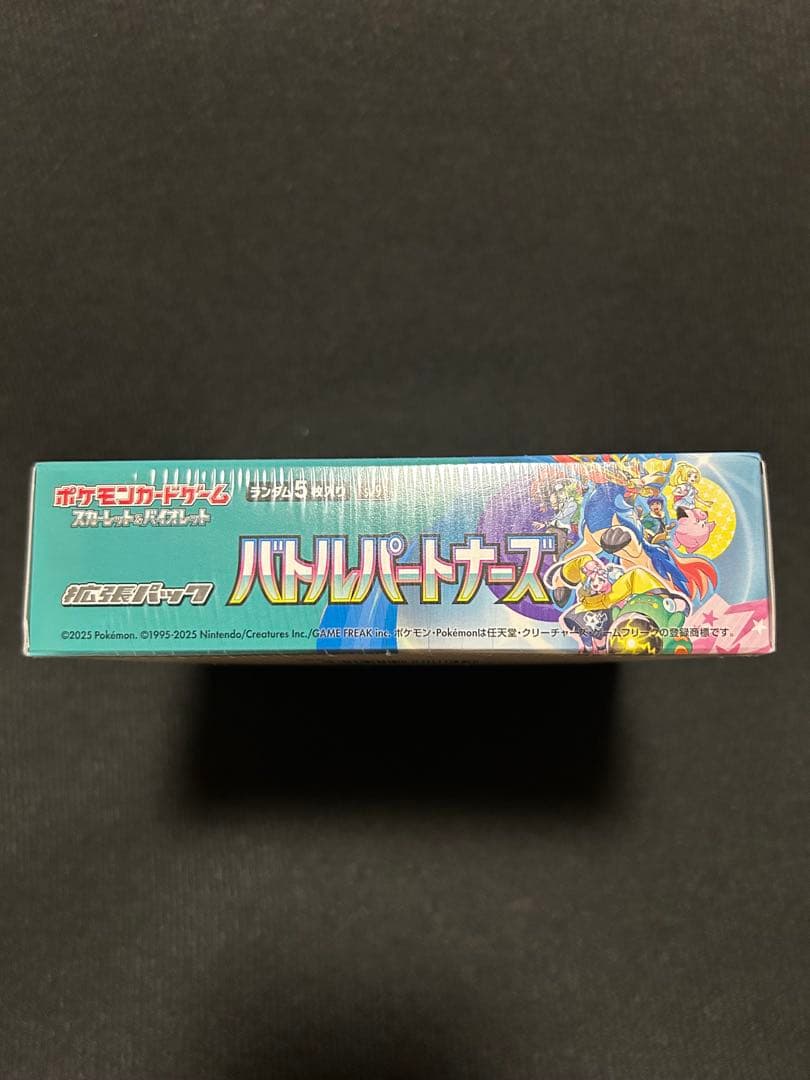 ポケモンカードゲーム
スカーレット&バイオレット
ランダム5枚入り
拡張パック
バトルパートナーズ
©2025 Pokémon. ©1995-2025 Nintendo/Creatures Inc./GAME FREAK inc. ポケモン・Pokémonは任天堂・クリーチャーズ・ゲームフリークの登録商標です。